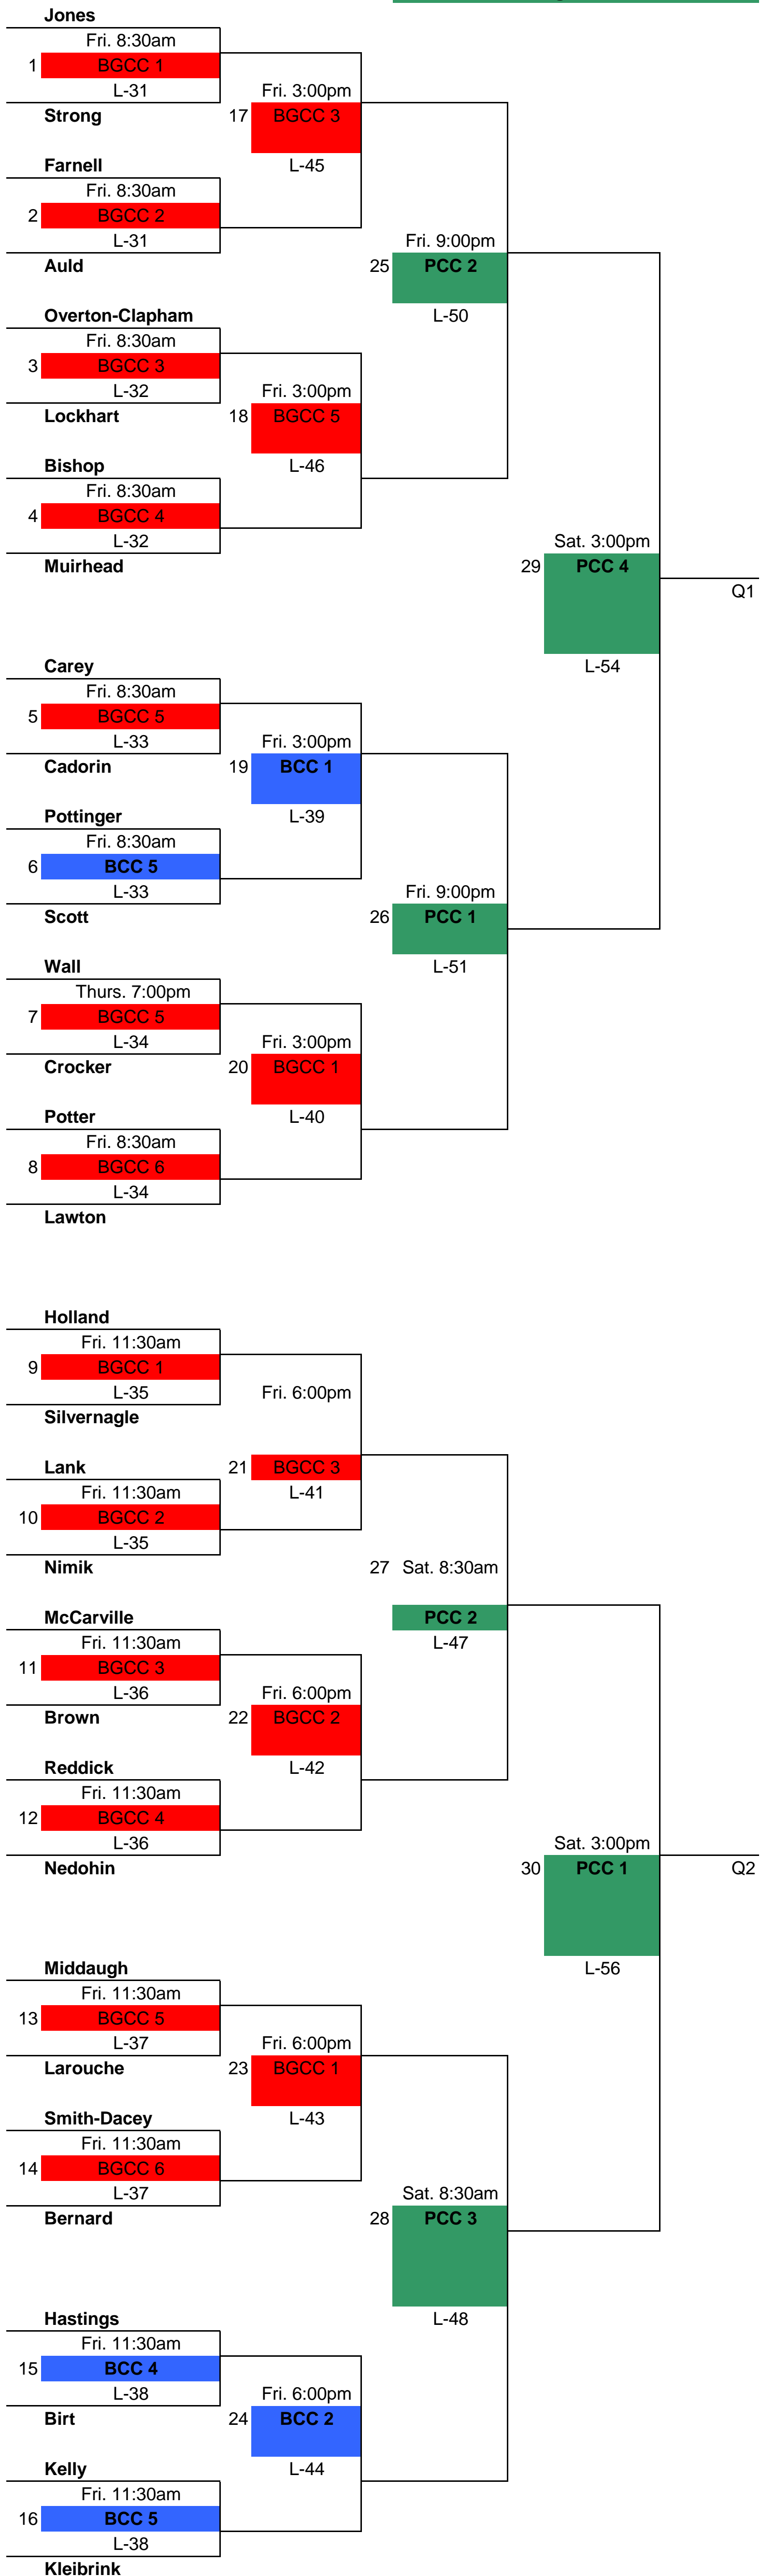 Jones
Fri. 8:30am
1 BGCC 1
L-31
Strong
Fri. 3:00pm
17 BGCC 3
L-45
Farnell
Fri. 8:30am
2 BGCC 2
L-31
Auld
Fri. 9:00pm
25 PCC 2
L-50
Overton-Clapham
Fri. 8:30am
3 BGCC 3
L-32
Lockhart
Fri. 3:00pm
18 BGCC 5
L-46
Bishop
Fri. 8:30am
4 BGCC 4
L-32
Muirhead
Sat. 3:00pm
29 PCC 4
Q1
L-54
Carey
Fri. 8:30am
5 BGCC 5
L-33
Cadorin
Fri. 3:00pm
19 BCC 1
L-39
Pottinger
Fri. 8:30am
6 BCC 5
L-33
Scott
Fri. 9:00pm
26 PCC 1
L-51
Wall
Thurs. 7:00pm
7 BGCC 5
L-34
Crocker
Fri. 3:00pm
20 BGCC 1
L-40
Potter
Fri. 8:30am
8 BGCC 6
L-34
Lawton
Holland
Fri. 11:30am
9 BGCC 1
L-35
Silvernagle
Fri. 6:00pm
21 BGCC 3
L-41
Lank
Fri. 11:30am
10 BGCC 2
L-35
Nimik
27 Sat. 8:30am
PCC 2
L-47
McCarville
Fri. 11:30am
11 BGCC 3
L-36
Brown
Fri. 6:00pm
22 BGCC 2
L-42
Reddick
Fri. 11:30am
12 BGCC 4
L-36
Nedohin
Sat. 3:00pm
30 PCC 1
Q2
L-56
Middaugh
Fri. 11:30am
13 BGCC 5
L-37
Larouche
Fri. 6:00pm
23 BGCC 1
L-43
Smith-Dacey
Fri. 11:30am
14 BGCC 6
L-37
Bernard
Sat. 8:30am
28 PCC 3
L-48
Hastings
Fri. 11:30am
15 BCC 4
L-38
Birt
Fri. 6:00pm
24 BCC 2
L-44
Kelly
Fri. 11:30am
16 BCC 5
L-38
Kleibrink